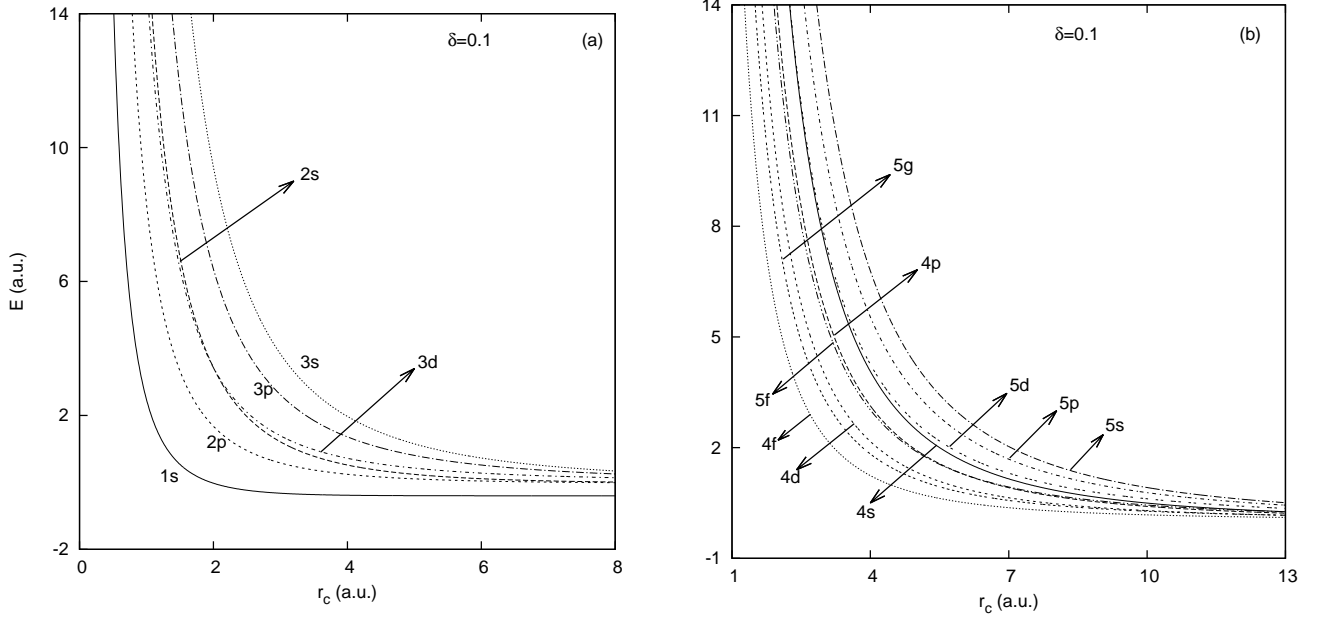 14
10
6
2
-2
E (a.u.)
δ=0.1
(a)
2s
3s
3p
3d
2p
1s
0
2
4
6
8
r_c (a.u.)
14
11
8
5
2
-1
δ=0.1
(b)
5g
4p
5f
5d
5p
5s
4f
4d
4s
1
4
7
10
13
r_c (a.u.)